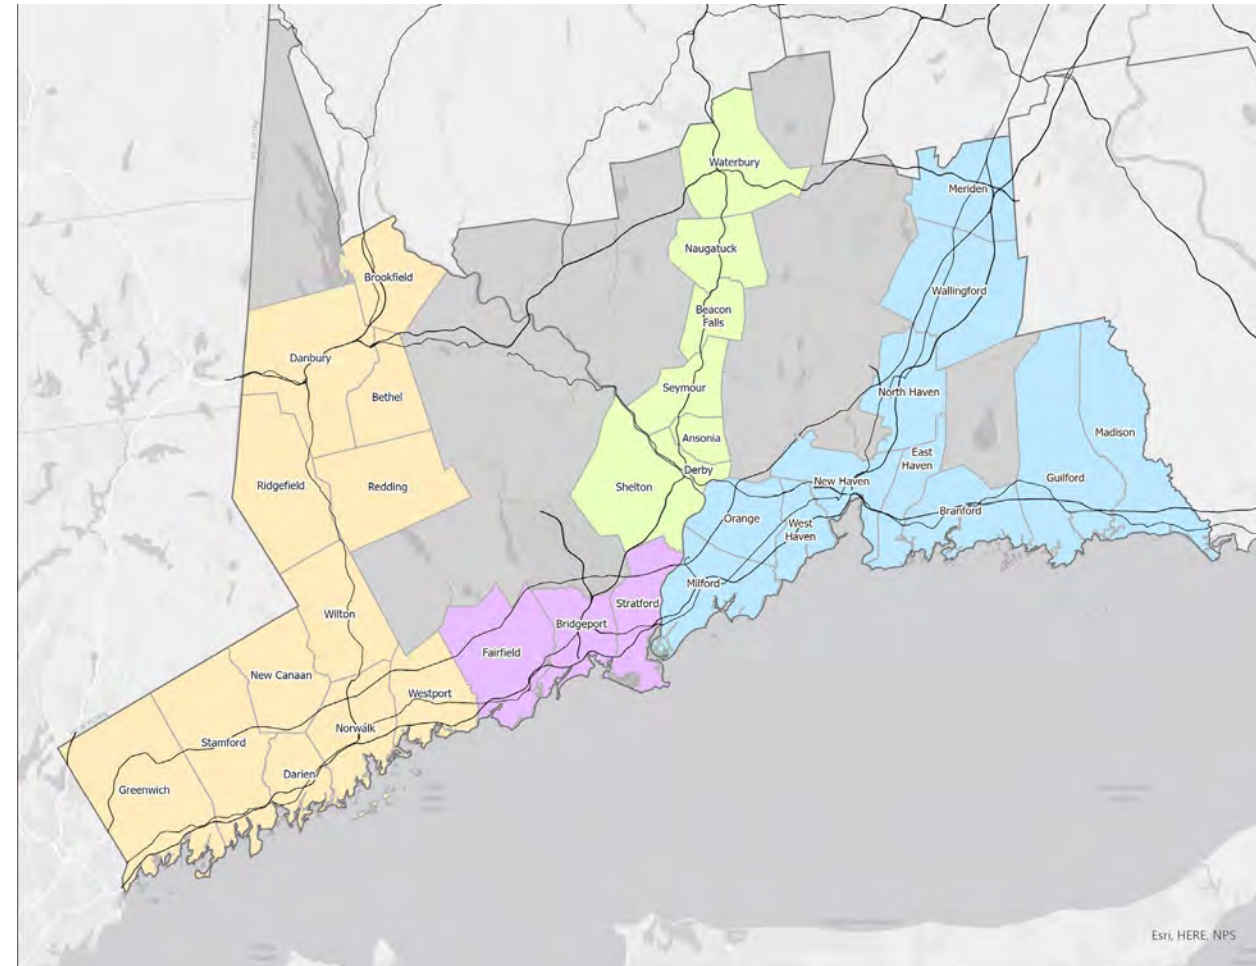 Waterbury
Meriden
Naugatuck
Brookfield
Wallingford
Beacon
Falls
Danbury
Seymour
Bethel
North Haven
Madison
Ansonia
East
Haven
Derby
Guilford
Ridgefield
Redding
Shelton
New Haven
Branford
Orange
West
Haven
Milford
Stratford
Wilton
Bridgeport
Fairfield
New Canaan
Westport
Norwalk
Stamford
Darien
Greenwich
Esri, HERE, NPS